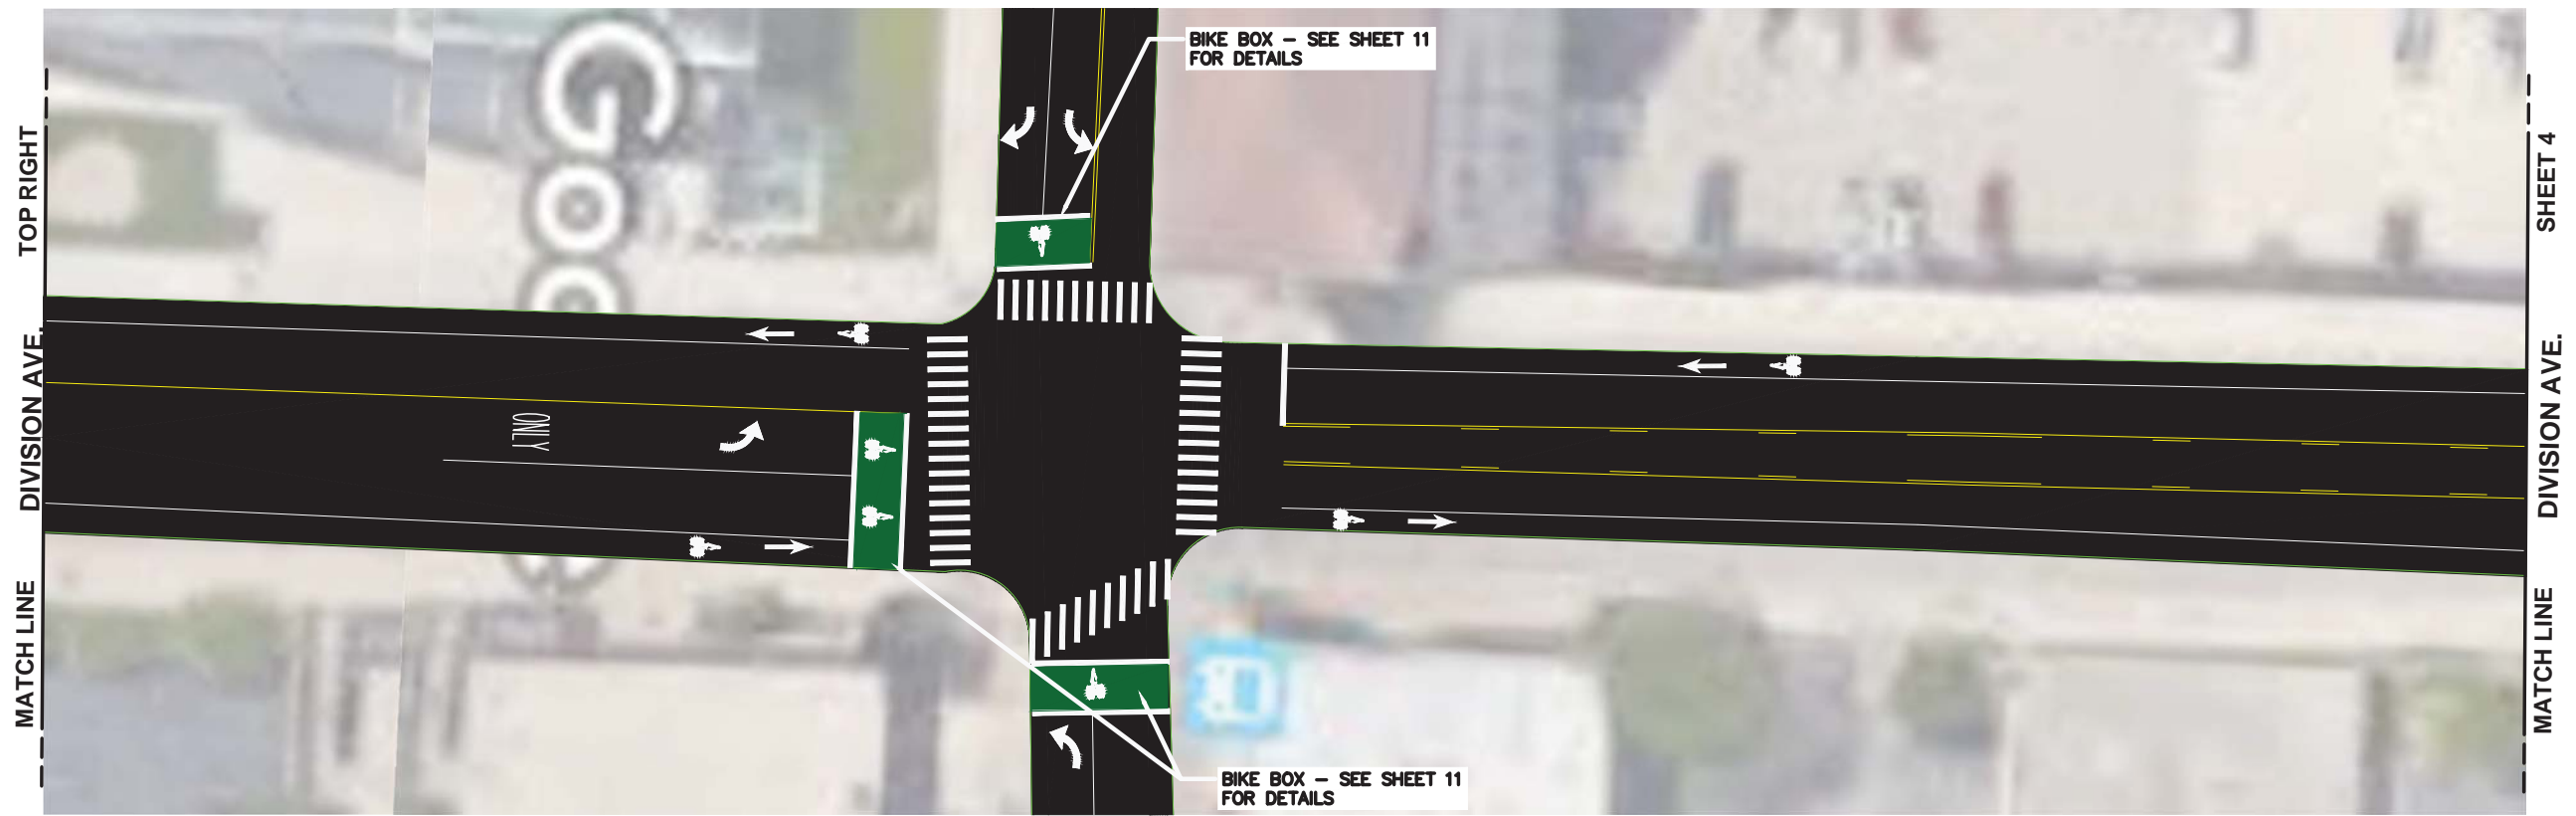 BIKE BOX – SEE SHEET 11
FOR DETAILS
TOP RIGHT
DIVISION AVE.
MATCH LINE
Goo
ONLY
SHEET 4
DIVISION AVE.
MATCH LINE
BIKE BOX – SEE SHEET 11
FOR DETAILS